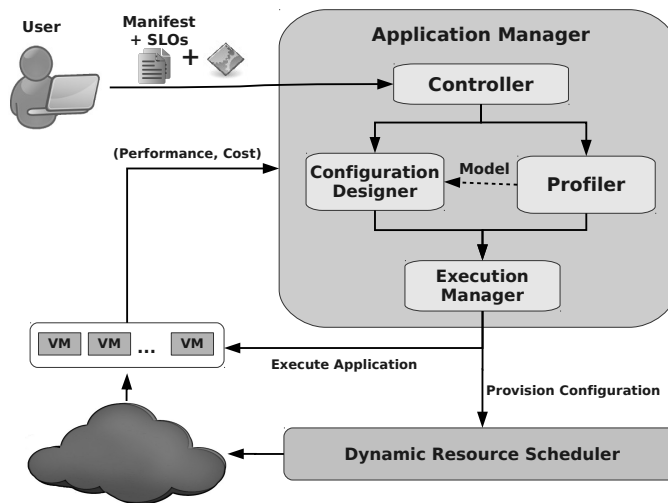 User
Manifest
+ SLOs
+
Application Manager
Controller
(Performance, Cost)
Configuration
Designer
Model
Profiler
Execution
Manager
VM VM ... VM
Execute Application
Provision Configuration
Dynamic Resource Scheduler